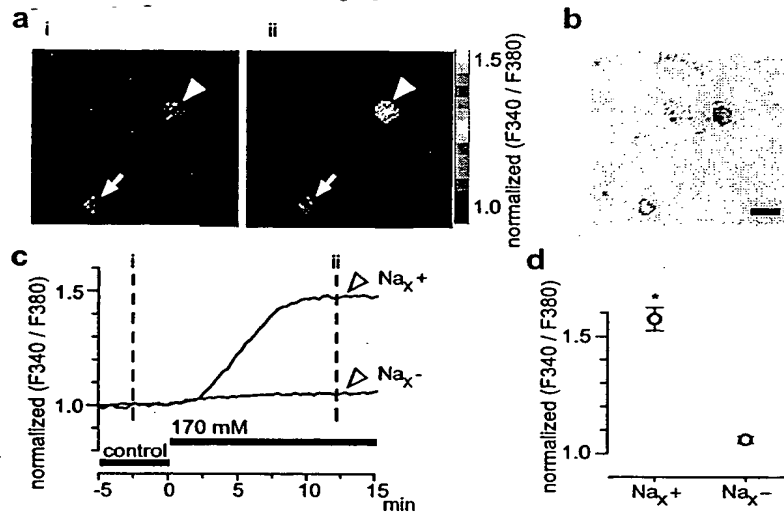 a
i
ii
1.5
1.0
normalized (F340 / F380)
b
c
normalized (F340 / F380)
1.5
1.0
i
ii
Nax+
Nax-
170 mM
control
-5
0
5
10
15
min
d
normalized (F340 / F380)
1.5
1.0
*
Nax+
Nax-